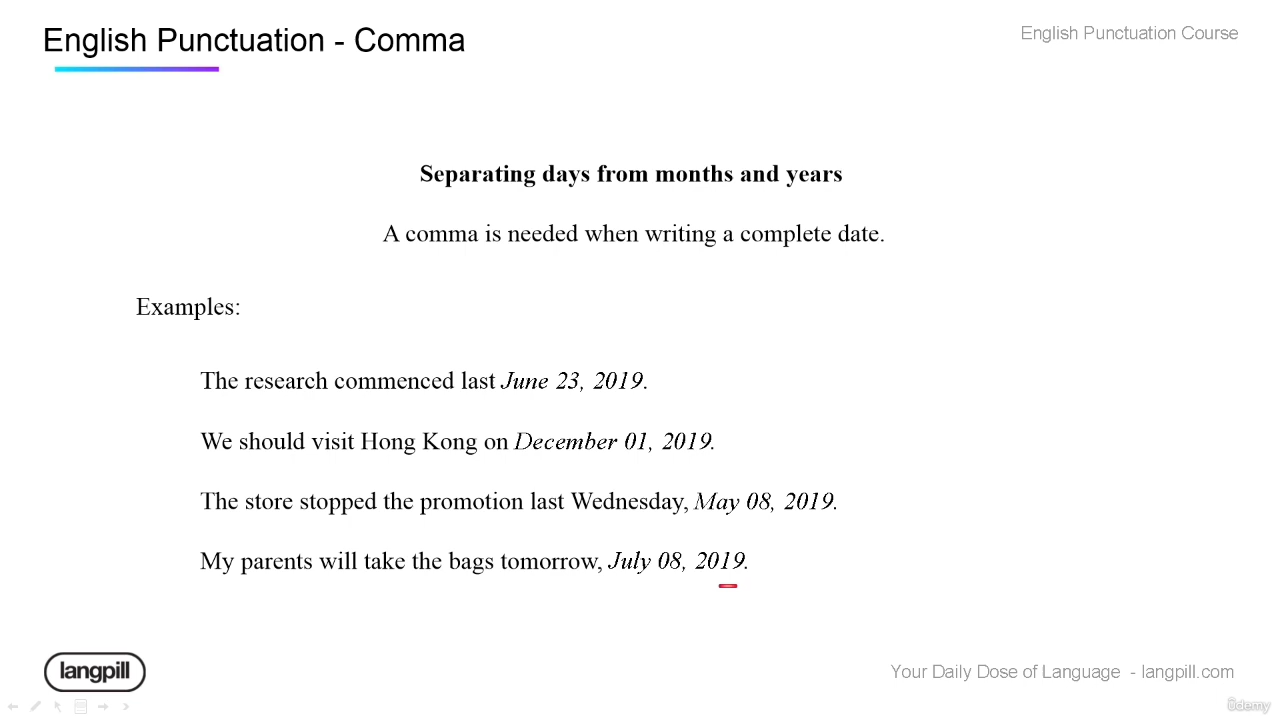 English Punctuation - Comma
English Punctuation Course
Separating days from months and years
A comma is needed when writing a complete date.
Examples:
The research commenced last June 23, 2019.
We should visit Hong Kong on December 01, 2019.
The store stopped the promotion last Wednesday, May 08, 2019.
My parents will take the bags tomorrow, July 08, 2019.
langpill
Your Daily Dose of Language - langpill.com
ûdemy